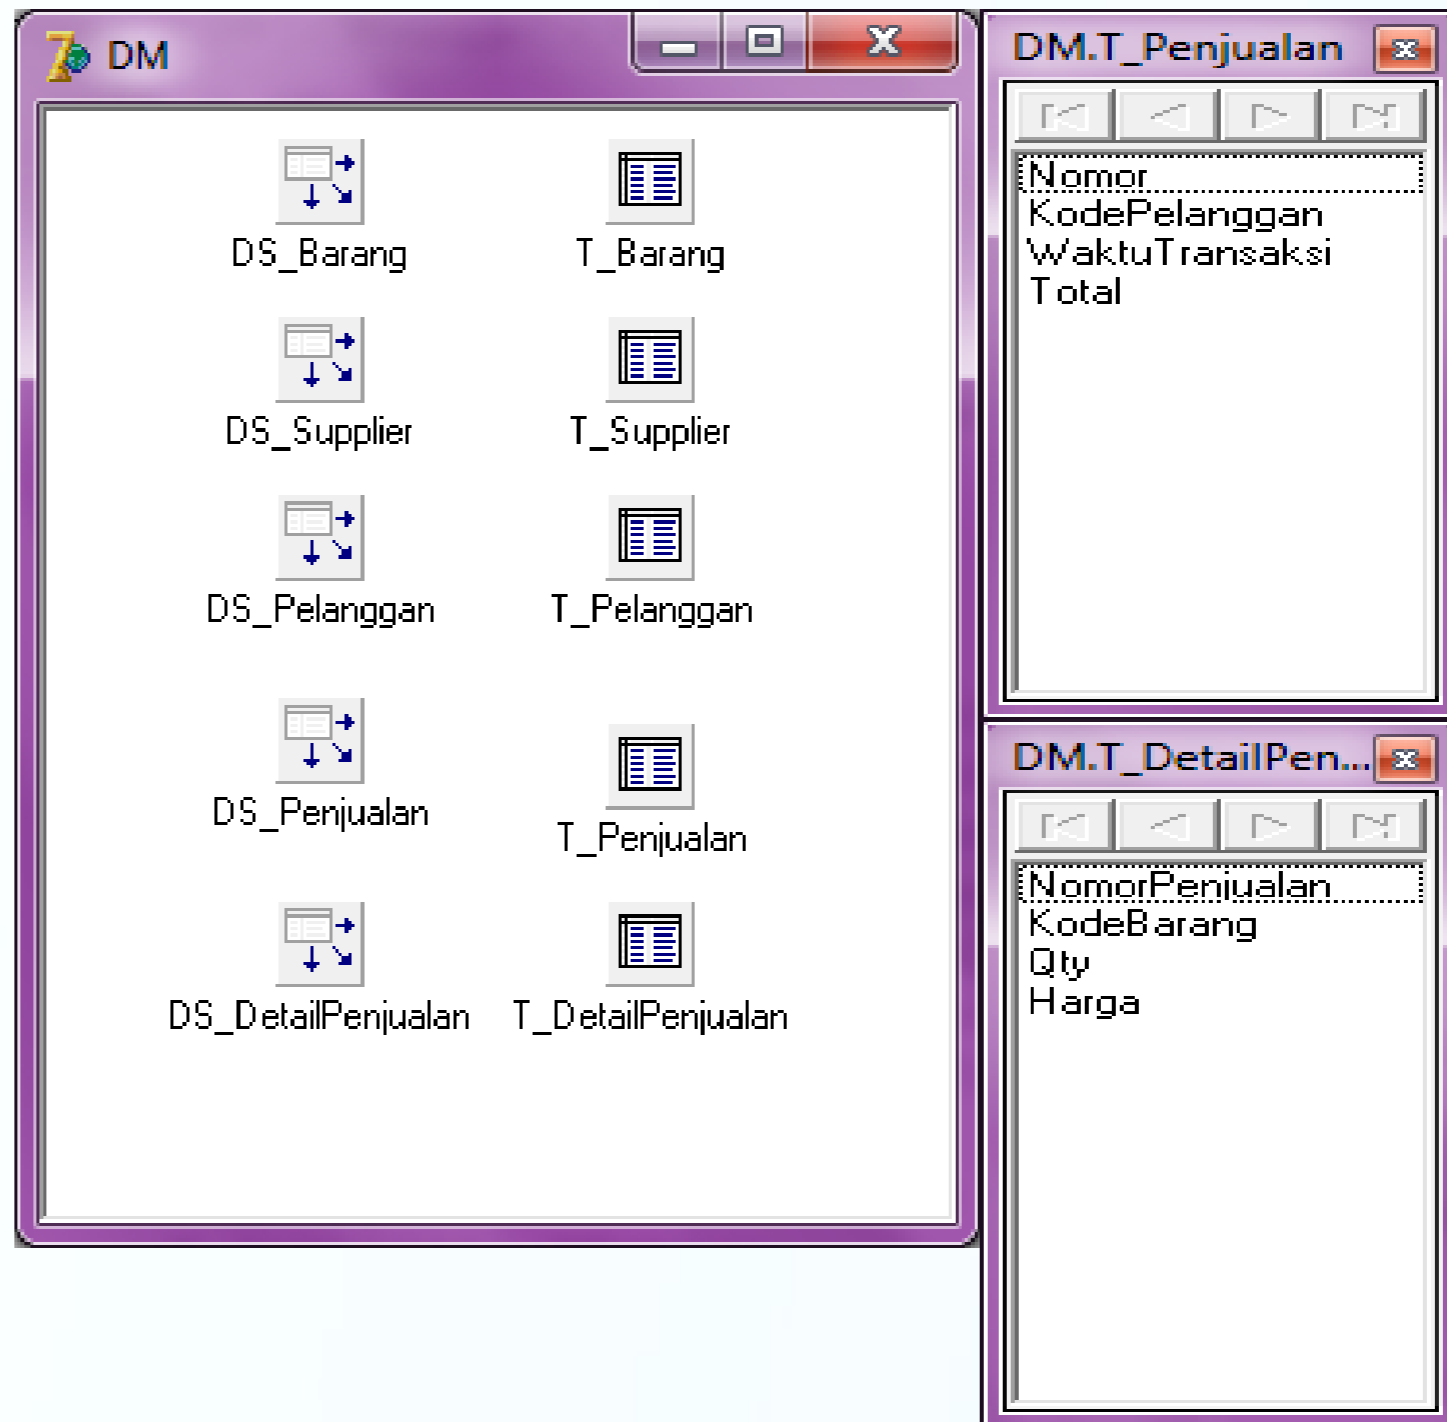 DM
DS_Barang T_Barang
DS_Supplier T_Supplier
DS_Pelanggan T_Pelanggan
DS_Penjualan T_Penjualan
DS_DetailPenjualan T_DetailPenjualan
DM.T_Penjualan
Nomor
KodePelanggan
WaktuTransaksi
Total
DM.T_DetailPen...
NomorPenjualan
KodeBarang
Qty
Harga